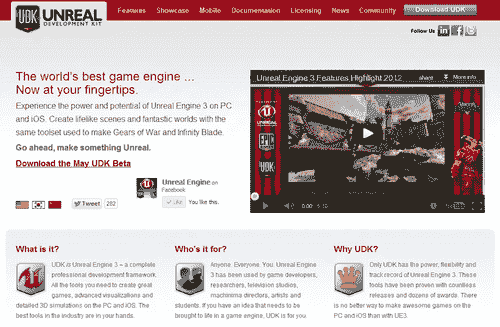 UDK UNREAL
DEVELOPMENT KIT
Features Showcase Mobile Documentation Licensing News Community Download UDK
Follow Us
The world's best game engine ...
Now at your fingertips.
Experience the power and potential of Unreal Engine 3 on PC
and iOS. Create lifelike scenes and fantastic worlds with the
same toolset used to make Gears of War and Infinity Blade.
Go ahead, make something Unreal.
Download the May UDK Beta
Unreal Engine 3 Features Highlight 2012 share More info
EPIC
UDK
Tweet 282
Unreal Engine on
Facebook
Like You like this.
What is it?
UDK is Unreal Engine 3 – a complete
professional development framework.
All the tools you need to create great
games, advanced visualizations and
detailed 3D simulations on the PC and iOS. The
best tools in the industry are in your hands.
Who's it for?
Anyone. Everyone. You. Unreal Engine
3 has been used by game developers,
researchers, television studios,
machinima directors, artists and
students. If you have an idea that needs to be
brought to life in a game engine, UDK is for you
Why UDK?
Only UDK has the power, flexibility and
track record of Unreal Engine 3. These
tools have been proven with countless
releases and dozens of awards. There
is no better way to make awesome games on the
PC and iOS than with UE3.